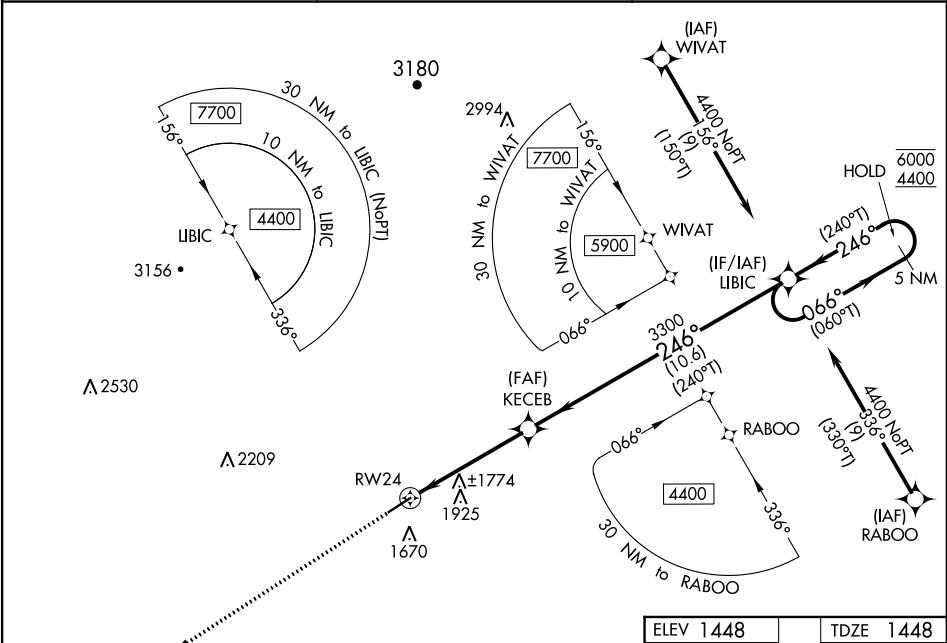 (IAF)
WIVAT
3180
30 NM to LIBIC (NoPT)
7700
156°
10 NM to LIBIC
4400
LIBIC
3156
336°
2994
30 NM to WIVAT
7700
156°
10 NM to WIVAT
5900
WIVAT
066°
4400 NoPT
156°
(9)
(150°T)
HOLD
6000
4400
(240°T)
246°
(IF/IAF)
LIBIC
5 NM
066°
(060°T)
3300
246°
(10.6)
(240°T)
2530
(FAF)
KECEB
4400 NoPT
336°
(9)
(330°T)
066°
RABOO
2209
RW24
±1774
1925
4400
336°
(IAF)
RABOO
1670
30 NM to RABOO
ELEV 1448
TDZE 1448